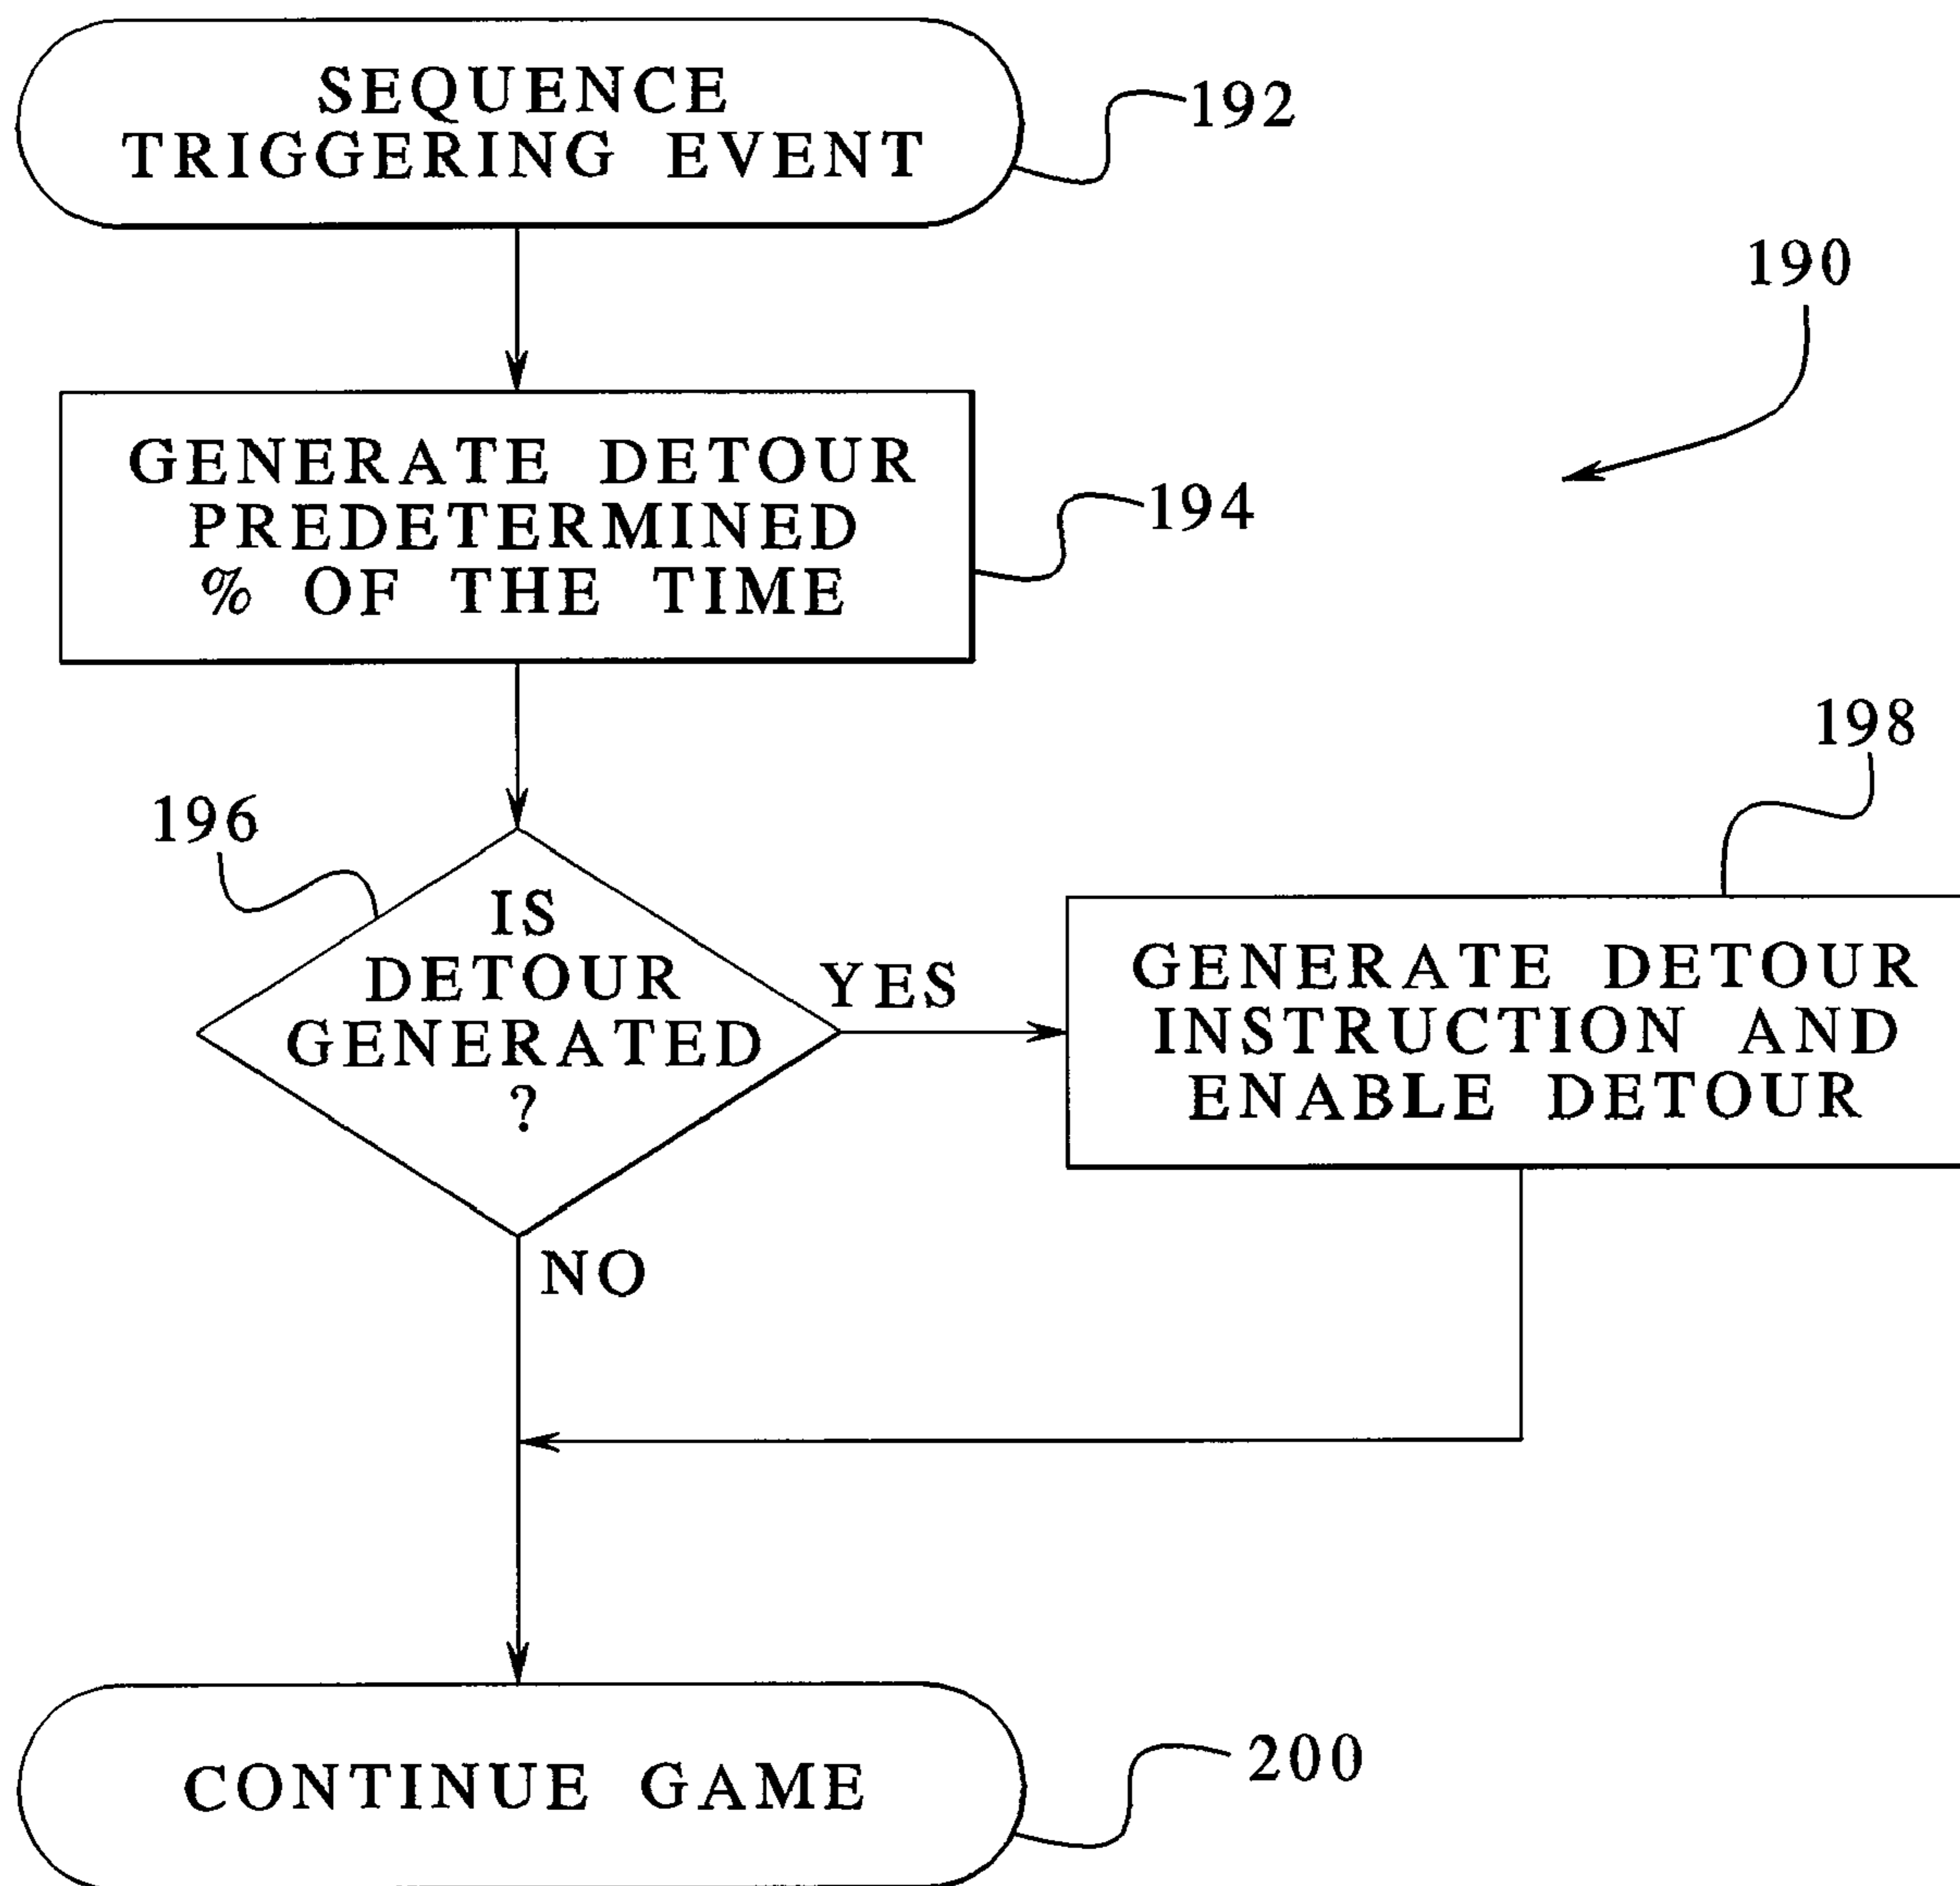 SEQUENCE
TRIGGERING EVENT
192
190
GENERATE DETOUR
PREDETERMINED
% OF THE TIME
194
198
196
IS
DETOUR
GENERATED
?
YES
GENERATE DETOUR
INSTRUCTION AND
ENABLE DETOUR
NO
CONTINUE GAME
200